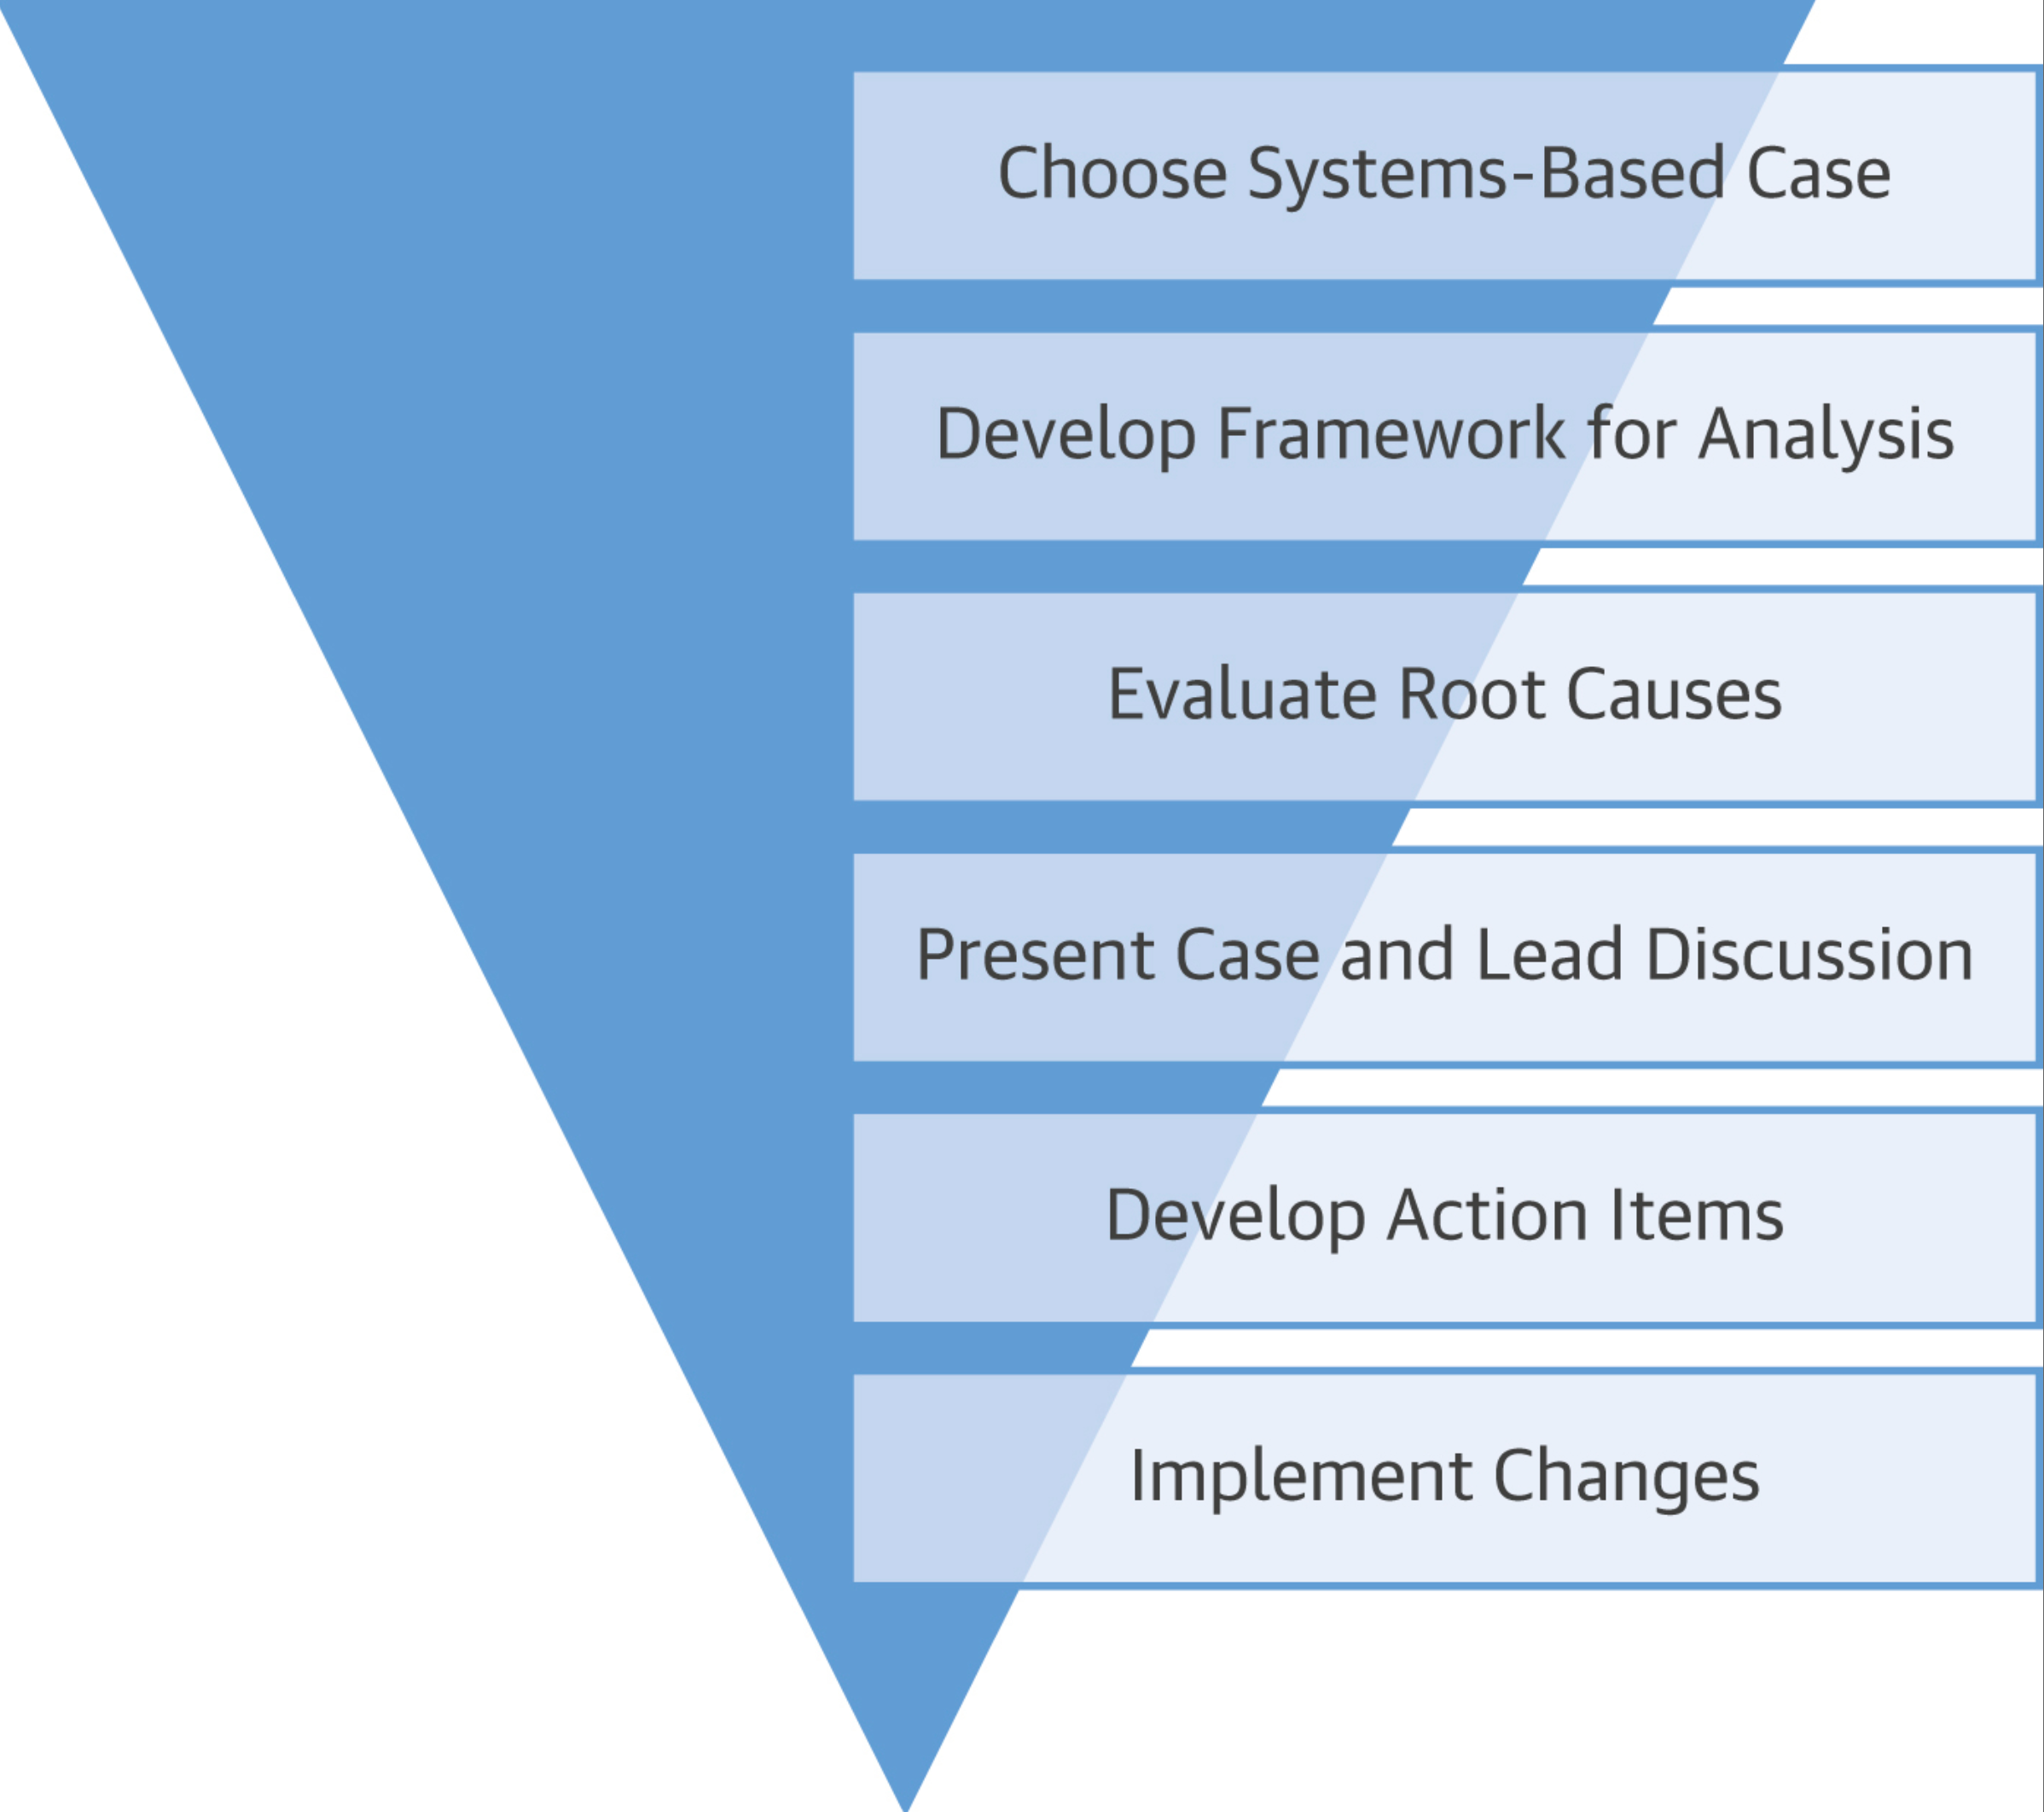 Choose Systems-Based Case
Develop Framework for Analysis
Evaluate Root Causes
Present Case and Lead Discussion
Develop Action Items
Implement Changes